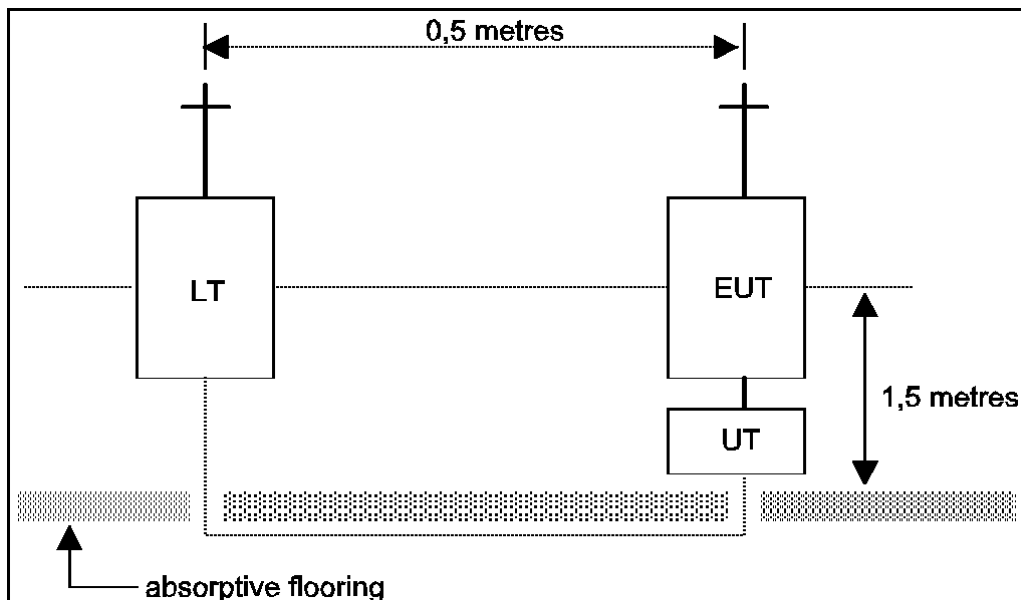 0,5 metres
LT
EUT
1,5 metres
UT
absorptive flooring